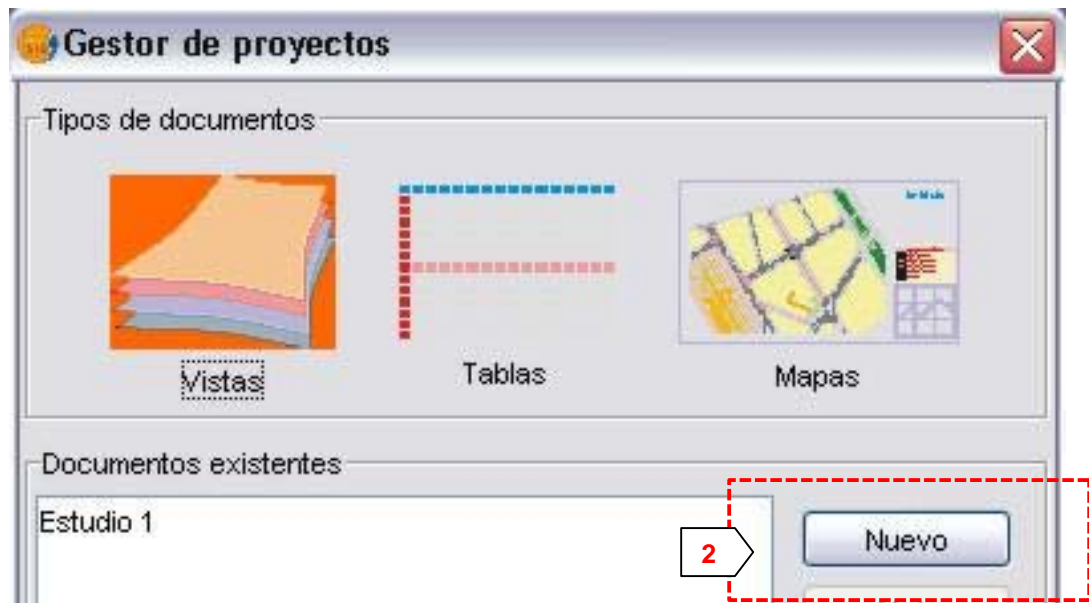 Gestor de proyectos
Tipos de documentos
Vistas
Tablas
Mapas
Documentos existentes
Estudio 1
2
Nuevo